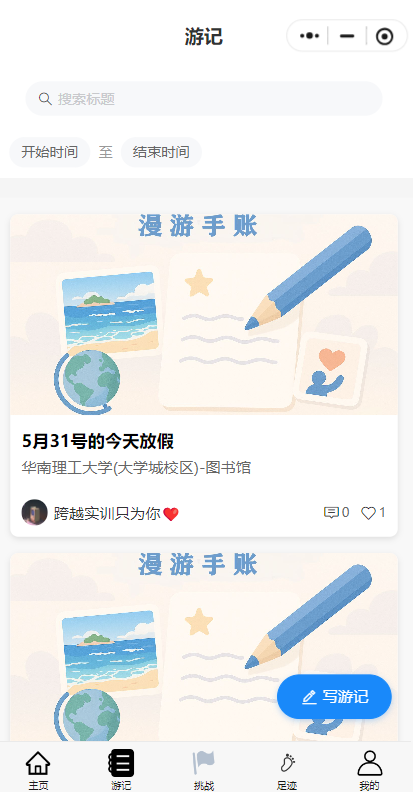 游记
搜索标题
开始时间 至 结束时间
漫游手账
5月31号的今天放假
华南理工大学(大学城校区)-图书馆
跨越实训只为你❤️ 0 1
漫游手账
写游记
主页 游记 挑战 足迹 我的